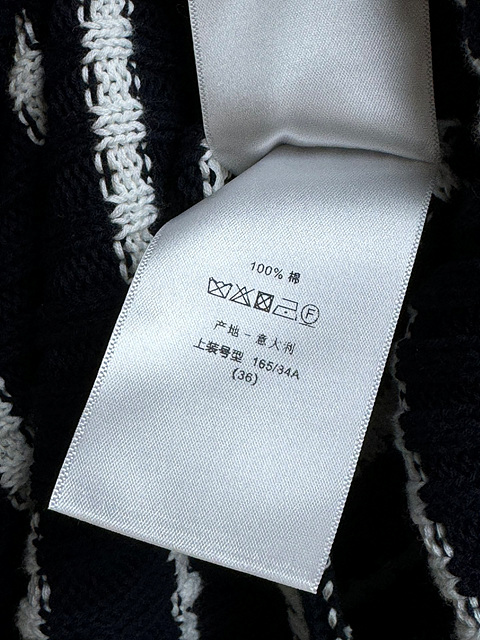 100% 棉
F
产地 - 意大利
上装号型 165/84A
(36)